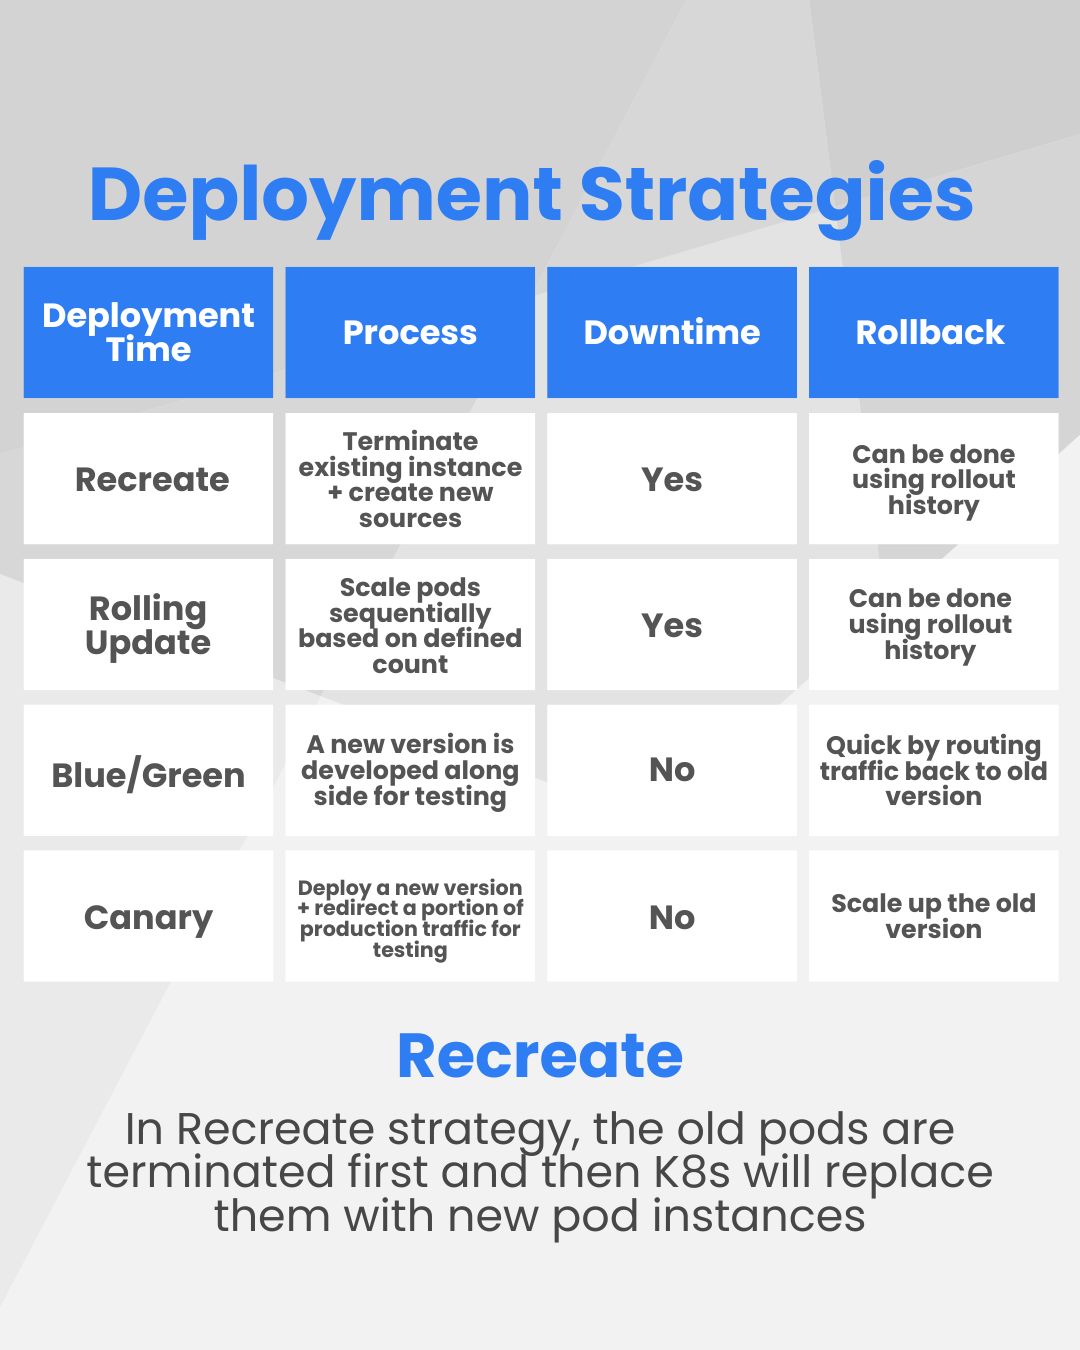 Deployment Strategies
Deployment
Time
Process
Downtime
Rollback
Recreate
Terminate
existing instance
+ create new
sources
Yes
Can be done
using rollout
history
Rolling
Update
Scale pods
sequentially
based on defined
count
Yes
Can be done
using rollout
history
Blue/Green
A new version is
developed along
side for testing
No
Quick by routing
traffic back to old
version
Canary
Deploy a new version
+ redirect a portion of
production traffic for
testing
No
Scale up the old
version
Recreate
In Recreate strategy, the old pods are
terminated first and then K8s will replace
them with new pod instances